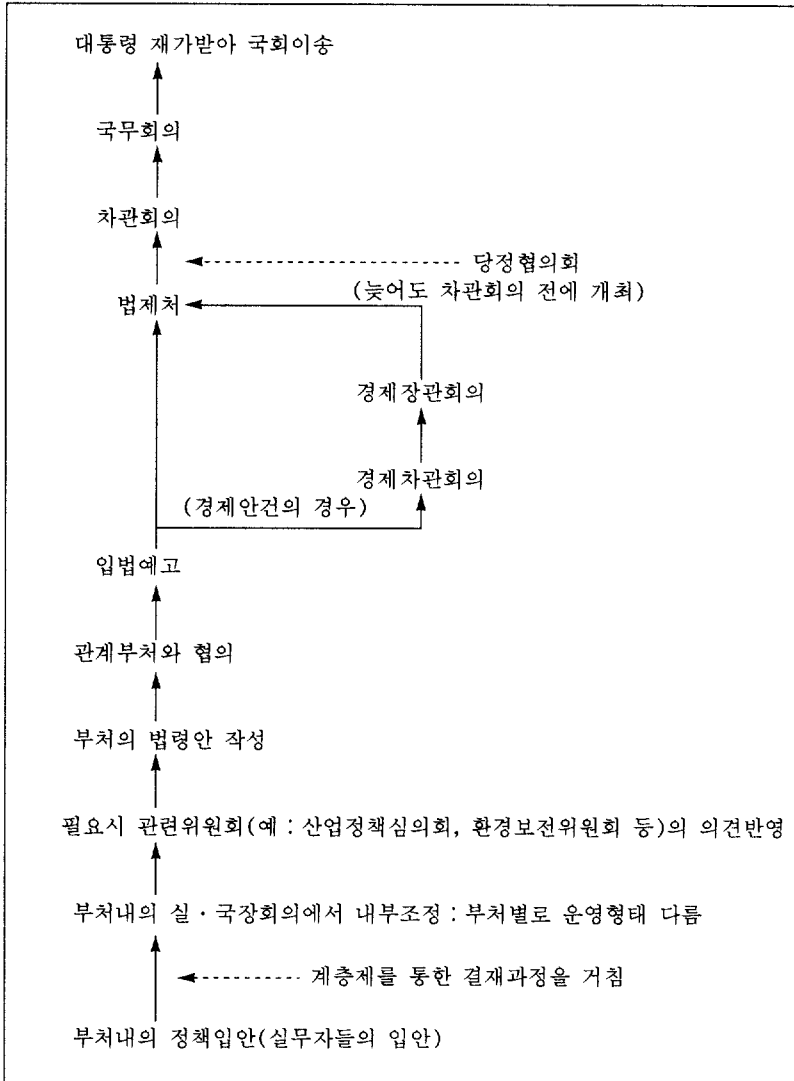 대통령 재가받아 국회이송
국무회의
차관회의
당정협의회
(늦어도 차관회의 전에 개최)
법제처
경제장관회의
경제차관회의
(경제안건의 경우)
입법예고
관계부처와 협의
부처의 법령안 작성
필요시 관련위원회(예 : 산업정책심의회, 환경보전위원회 등)의 의견반영
부처내의 실·국장회의에서 내부조정 : 부처별로 운영형태 다름
계층제를 통한 결재과정을 거침
부처내의 정책입안(실무자들의 입안)